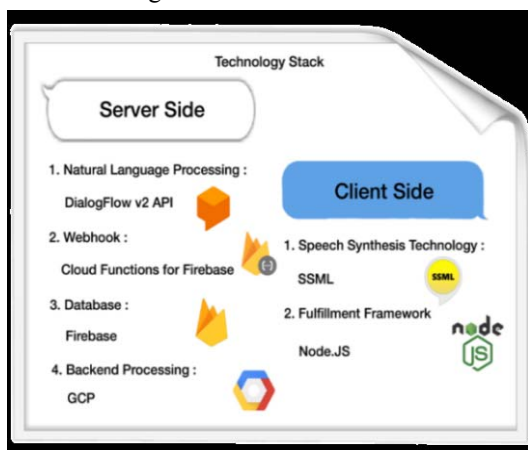 Technology Stack
Server Side
1. Natural Language Processing :
DialogFlow v2 API
2. Webhook :
Cloud Functions for Firebase
3. Database :
Firebase
4. Backend Processing :
GCP
Client Side
1. Speech Synthesis Technology :
SSML
SSML
2. Fulfillment Framework
Node.JS
node
JS